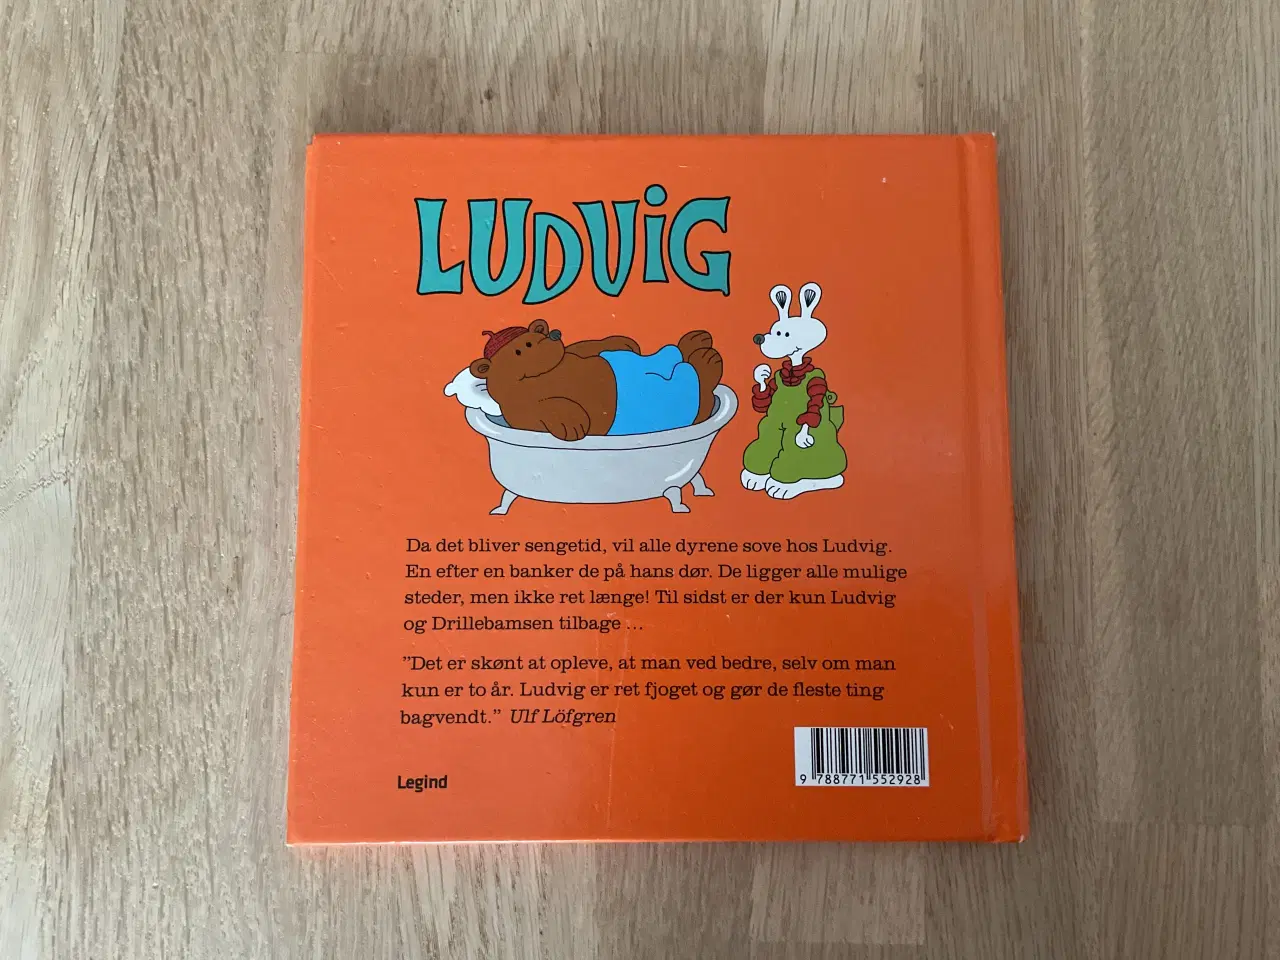 LUDViG
Da det bliver sengetid, vil alle dyrene sove hos Ludvig.
En efter en banker de på hans dør. De ligger alle mulige
steder, men ikke ret længe! Til sidst er der kun Ludvig
og Drillebamsen tilbage ...
”Det er skønt at opleve, at man ved bedre, selv om man
kun er to år. Ludvig er ret fjoget og gør de fleste ting
bagvendt.” Ulf Löfgren
Legind
9 788771 552928